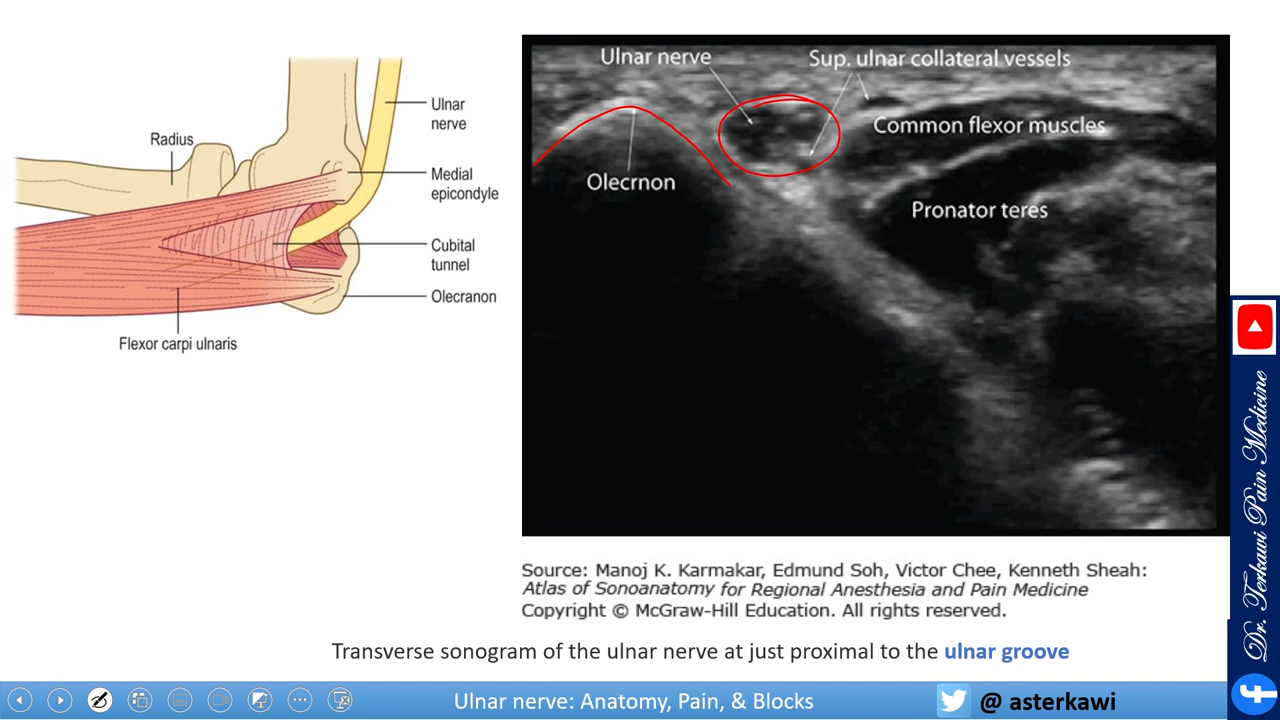 Radius
Ulnar
nerve
Medial
epicondyle
Cubital
tunnel
Olecranon
Flexor carpi ulnaris
Ulnar nerve
Sup. ulnar collateral vessels
Common flexor muscles
Olecrnon
Pronator teres
Source: Manoj K. Karmakar, Edmund Soh, Victor Chee, Kenneth Sheah:
Atlas of Sonoanatomy for Regional Anesthesia and Pain Medicine
Copyright © McGraw-Hill Education. All rights reserved.
Transverse sonogram of the ulnar nerve at just proximal to the ulnar groove
Ulnar nerve: Anatomy, Pain, & Blocks
@ asterkawi
Dr. Terkawi Pain Medicine